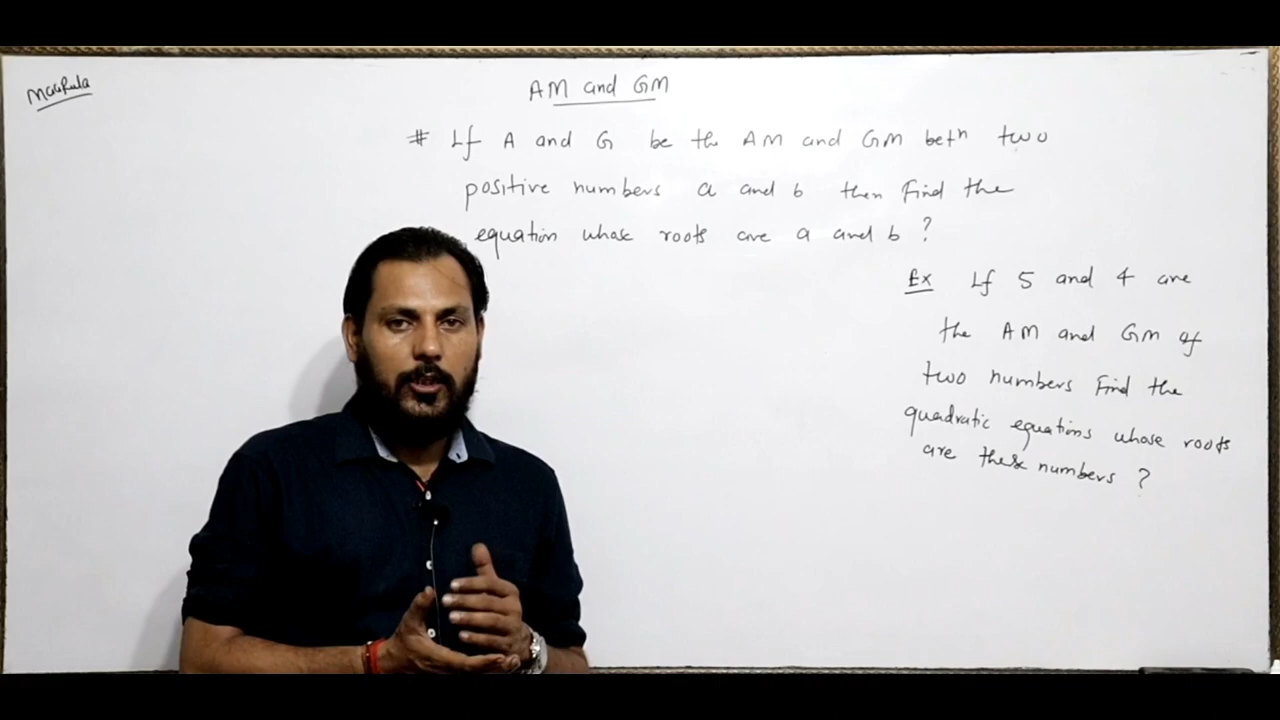 MaaRula
AM and GM
# If A and G be the AM and GM betn two
positive numbers a and b then Find the
equation whose roots are a and b ?
Ex If 5 and 4 are
the AM and GM of
two numbers Find the
quadratic equations whose roots
are these numbers ?